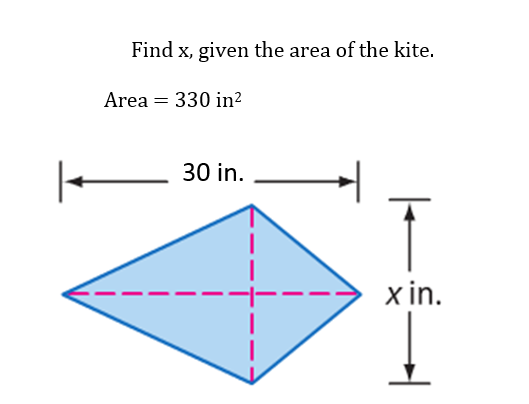 Find x, given the area of the kite.
Area = 330 in²
30 in.
x in.